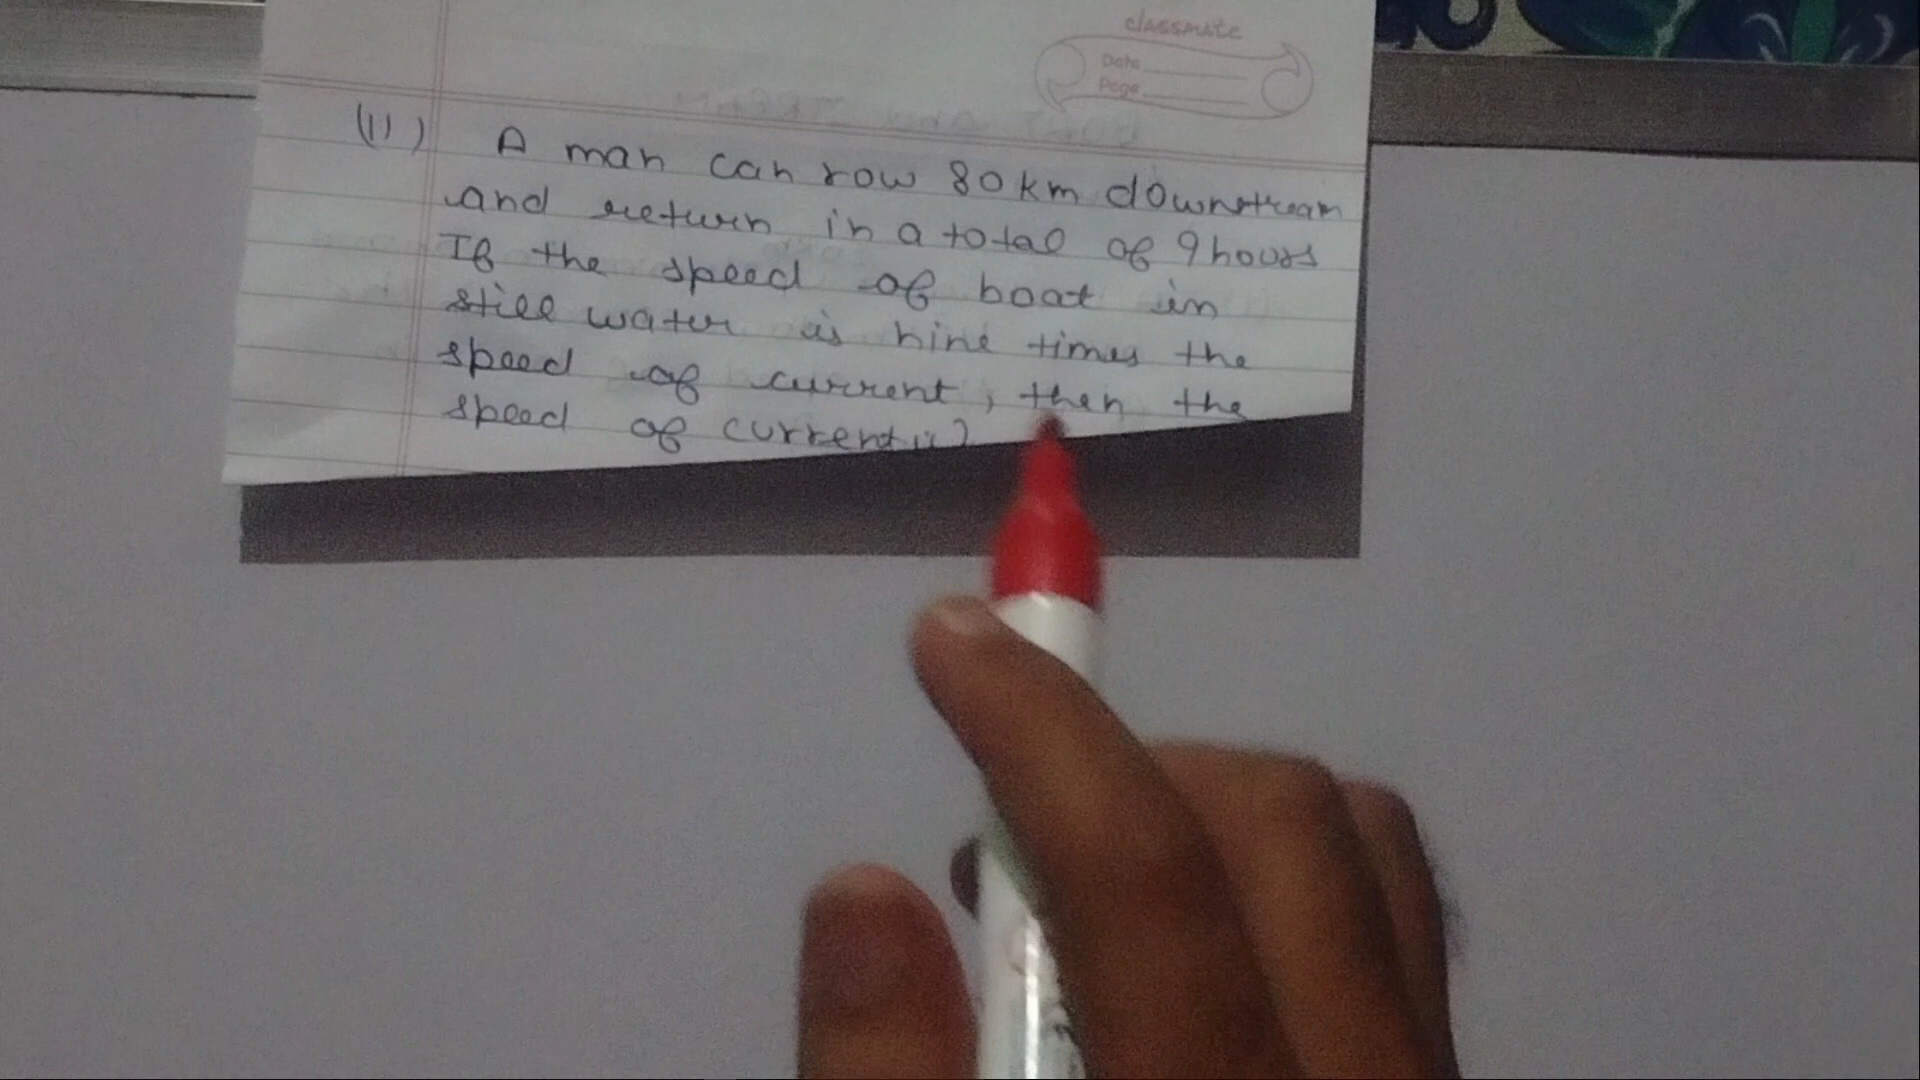 classmate
Date
Page
(11) A man can row 80 km downstream
and return in a total of 9 hours
If the speed of boat in
still water is nine times the
speed of current, then the
speed of current is?